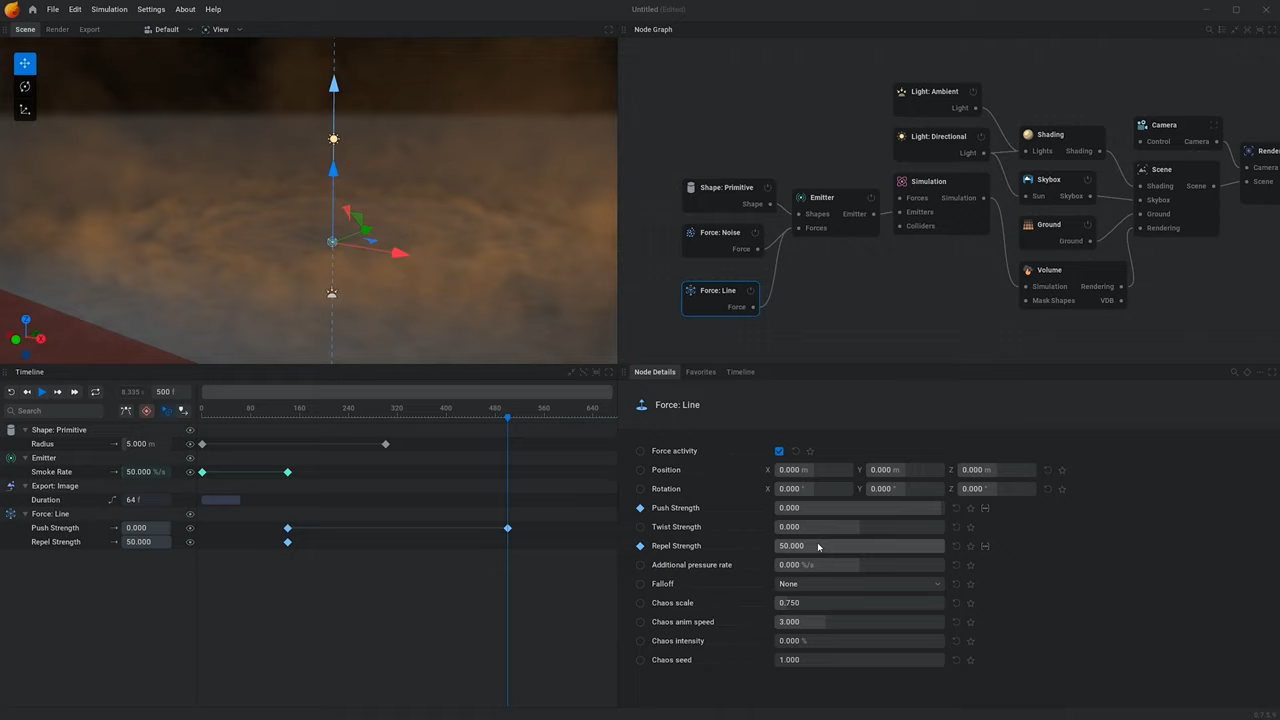 File Edit Simulation Settings About Help
Untitled (Edited)
Scene Render Export Default View
Node Graph
Light: Ambient
Light
Light: Directional
Light
Shading
Lights Shading
Camera
Control Camera
Render
Camera
Scene
Scene
Shading Scene
Skybox
Ground
Rendering
Skybox
Sun Skybox
Simulation
Forces Simulation
Emitters
Colliders
Shape: Primitive
Shape
Emitter
Shapes Emitter
Forces
Force: Noise
Force
Ground
Ground
Volume
Simulation Rendering
Mask Shapes VDB
Force: Line
Force
Z
X
Timeline
8.335 s 500 f
Search
0 80 160 240 320 400 480 560 640
Shape: Primitive
Radius 5.000 m
Emitter
Smoke Rate 50.000 %/s
Export: Image
Duration 64 f
Force: Line
Push Strength 0.000
Repel Strength 50.000
Node Details Favorites Timeline
Force: Line
Force activity
Position X 0.000 m Y 0.000 m Z 0.000 m
Rotation X 0.000 ° Y 0.000 ° Z 0.000 °
Push Strength 0.000
Twist Strength 0.000
Repel Strength 50.000
Additional pressure rate 0.000 %/s
Falloff None
Chaos scale 0.750
Chaos anim speed 3.000
Chaos intensity 0.000 %
Chaos seed 1.000